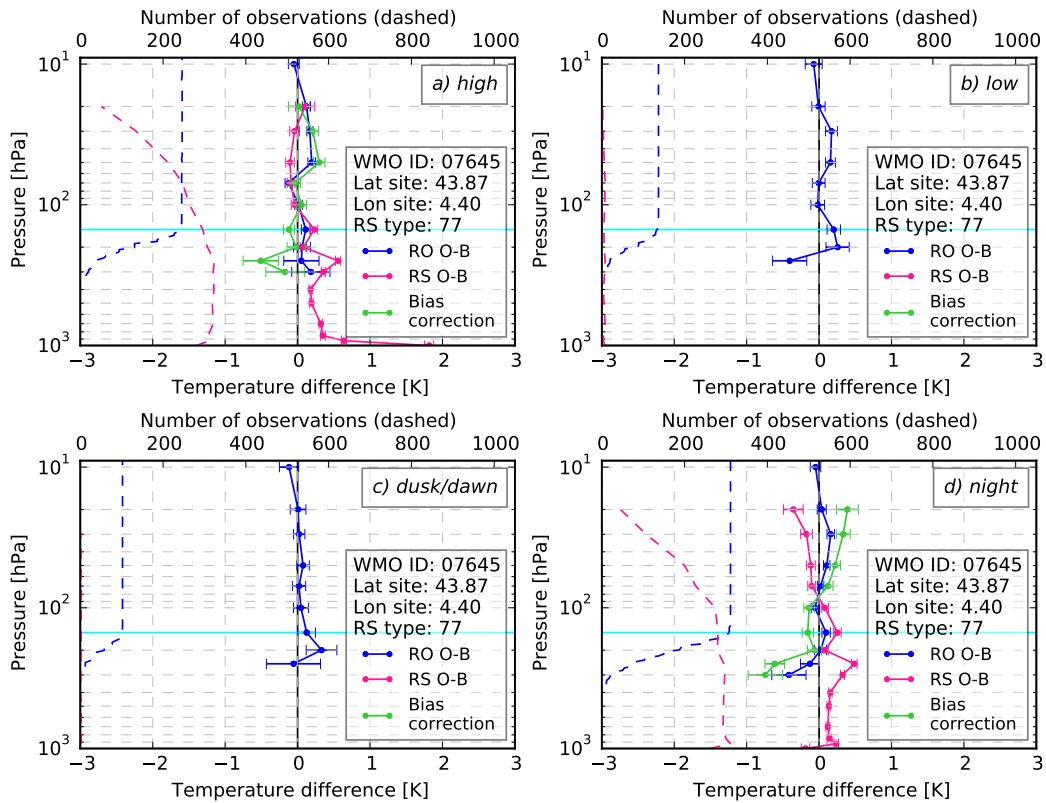 Number of observations (dashed)
0 200 400 600 800 1000
a) high
10^1
10^2
10^3
Pressure [hPa]
WMO ID: 07645
Lat site: 43.87
Lon site: 4.40
RS type: 77
RO O-B
RS O-B
Bias
correction
−3 −2 −1 0 1 2 3
Temperature difference [K]
Number of observations (dashed)
0 200 400 600 800 1000
b) low
10^1
10^2
10^3
Pressure [hPa]
WMO ID: 07645
Lat site: 43.87
Lon site: 4.40
RS type: 77
RO O-B
RS O-B
Bias
correction
−3 −2 −1 0 1 2 3
Temperature difference [K]
Number of observations (dashed)
0 200 400 600 800 1000
c) dusk/dawn
10^1
10^2
10^3
Pressure [hPa]
WMO ID: 07645
Lat site: 43.87
Lon site: 4.40
RS type: 77
RO O-B
RS O-B
Bias
correction
−3 −2 −1 0 1 2 3
Temperature difference [K]
Number of observations (dashed)
0 200 400 600 800 1000
d) night
10^1
10^2
10^3
Pressure [hPa]
WMO ID: 07645
Lat site: 43.87
Lon site: 4.40
RS type: 77
RO O-B
RS O-B
Bias
correction
−3 −2 −1 0 1 2 3
Temperature difference [K]